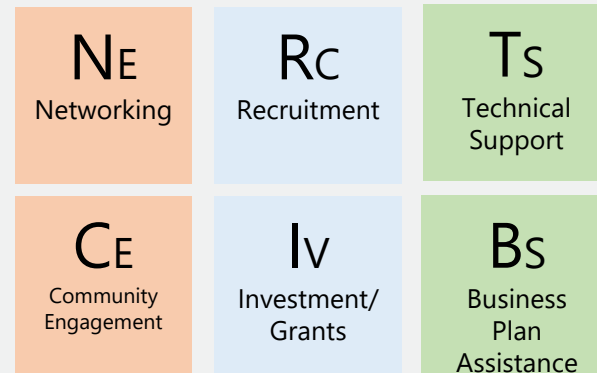 NE
Networking
RC
Recruitment
TS
Technical
Support
CE
Community
Engagement
IV
Investment/
Grants
BS
Business
Plan
Assistance